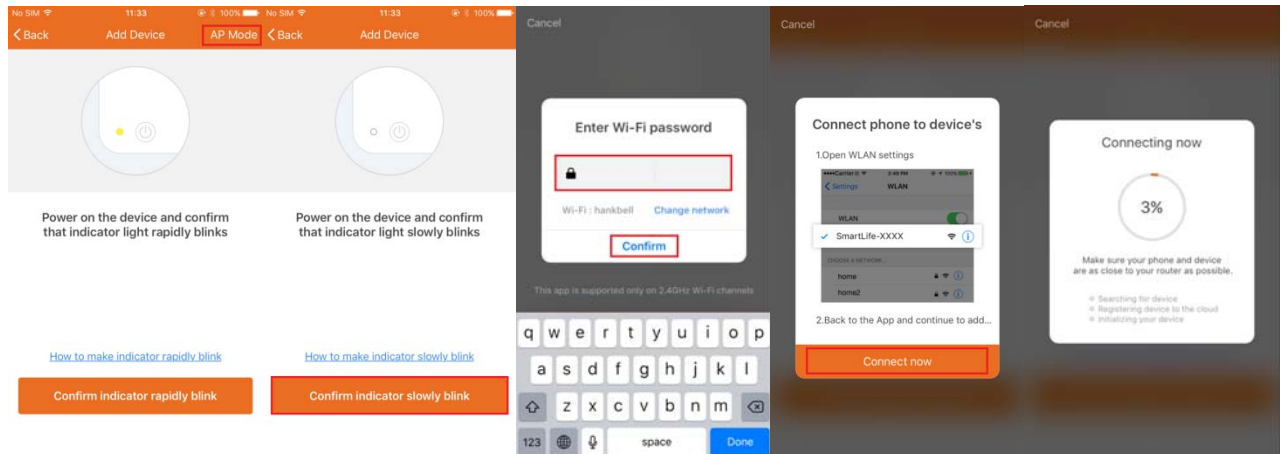 No SIM 11:33 100%
Back Add Device AP Mode
Power on the device and confirm
that indicator light rapidly blinks
How to make indicator rapidly blink
Confirm indicator rapidly blink
No SIM 11:33 100%
Back Add Device
Power on the device and confirm
that indicator light slowly blinks
How to make indicator slowly blink
Confirm indicator slowly blink
Cancel
Enter Wi-Fi password
Wi-Fi : hankbell Change network
Confirm
This app is supported only on 2.4GHz Wi-Fi channels
q w e r t y u i o p
a s d f g h j k l
z x c v b n m
123 space Done
Cancel
Connect phone to device's
1.Open WLAN settings
Carrier 2:48 PM 100%
Settings WLAN
WLAN
SmartLife-XXXX
CHOOSE A NETWORK...
home
home2
2.Back to the App and continue to add...
Connect now
Cancel
Connecting now
3%
Make sure your phone and device
are as close to your router as possible.
Searching for device
Registering device to the cloud
Initializing your device